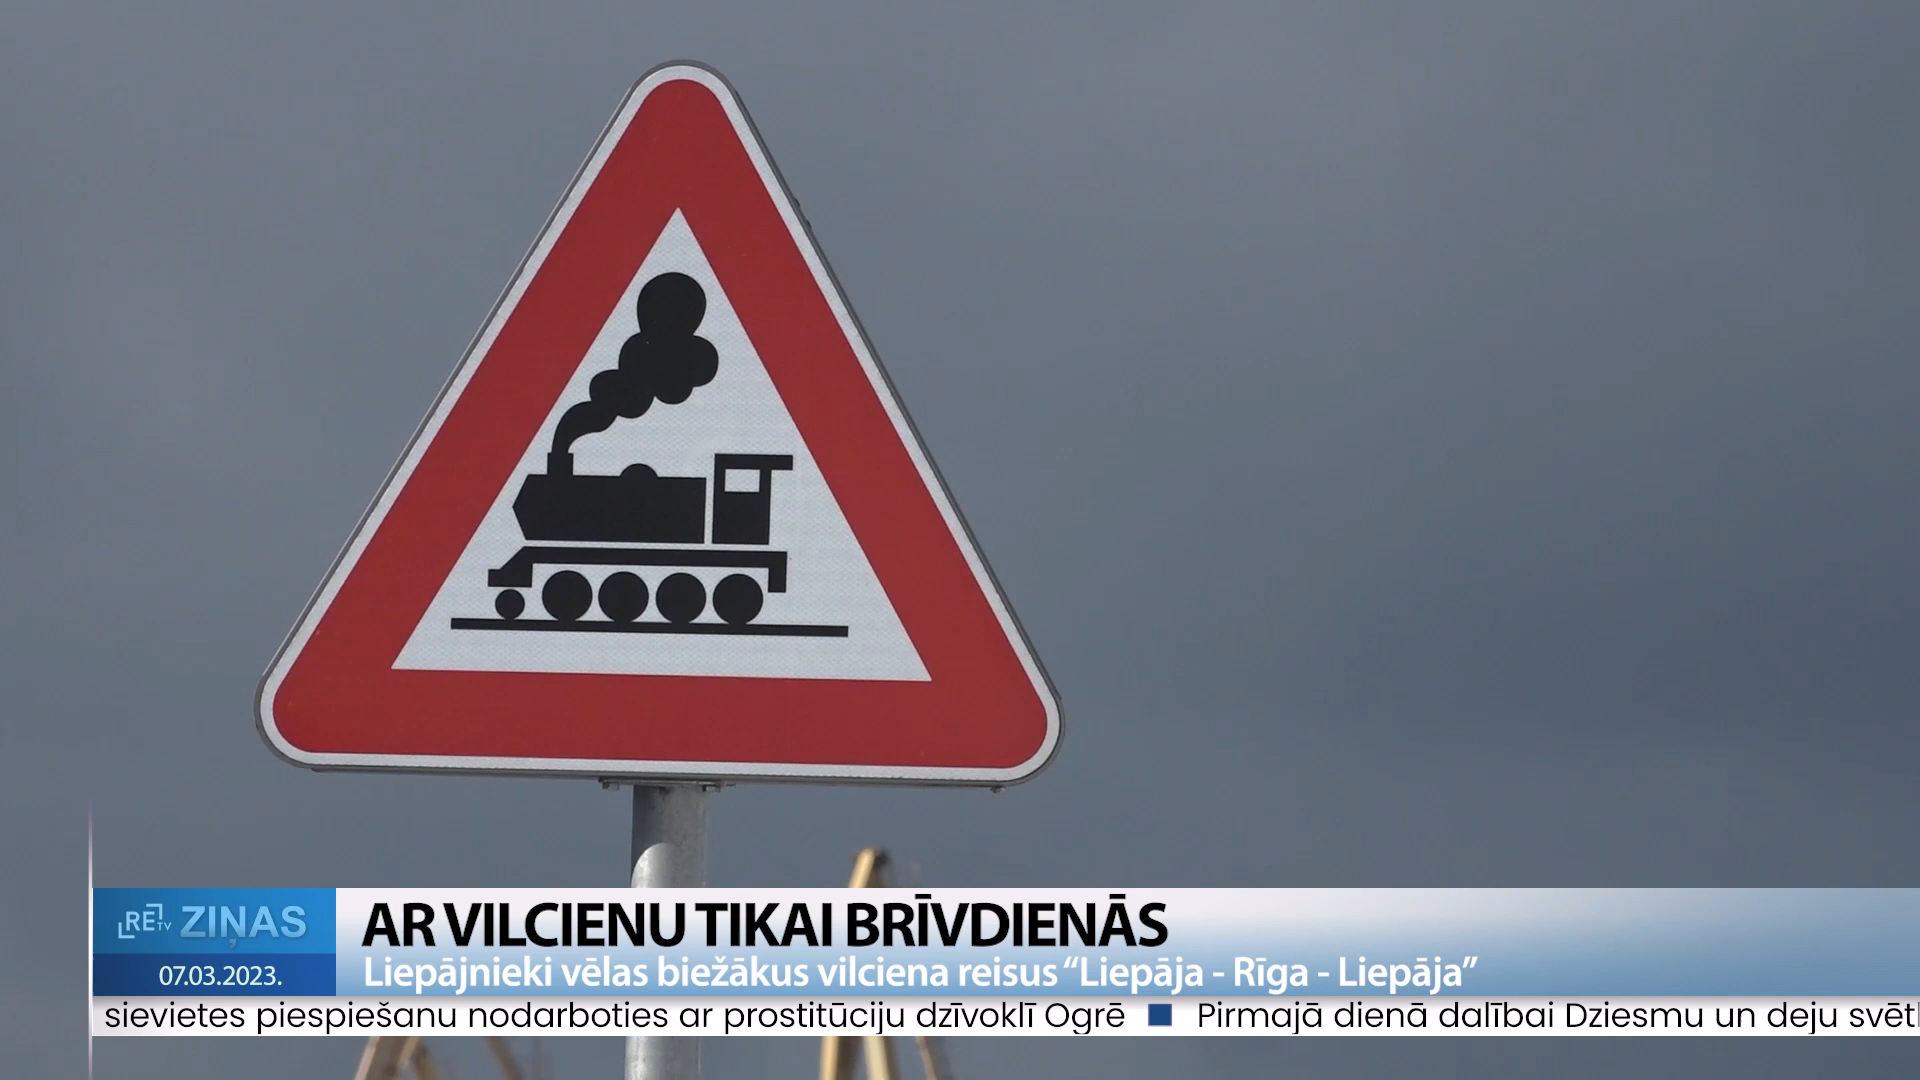 RE TV ZIŅAS
07.03.2023.
AR VILCIENU TIKAI BRĪVDIENĀS
Liepājnieki vēlas biežākus vilciena reisus “Liepāja - Rīga - Liepāja”
sievietes piespiešanu nodarboties ar prostitūciju dzīvoklī Ogrē ■ Pirmajā dienā dalībai Dziesmu un deju